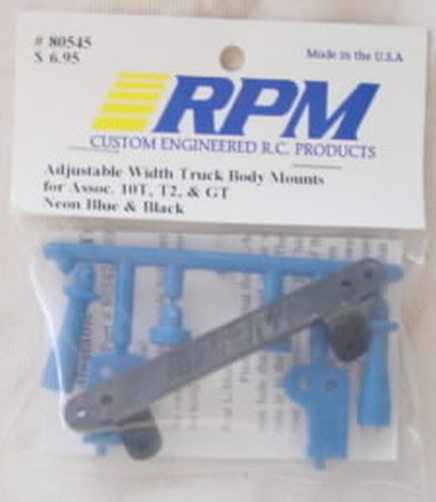 # 80545
$ 6.95
Made in the U.S.A
RPM
CUSTOM ENGINEERED R.C. PRODUCTS
Adjustable Width Truck Body Mounts
for Assoc. 10T, T2, & GT
Neon Blue & Black